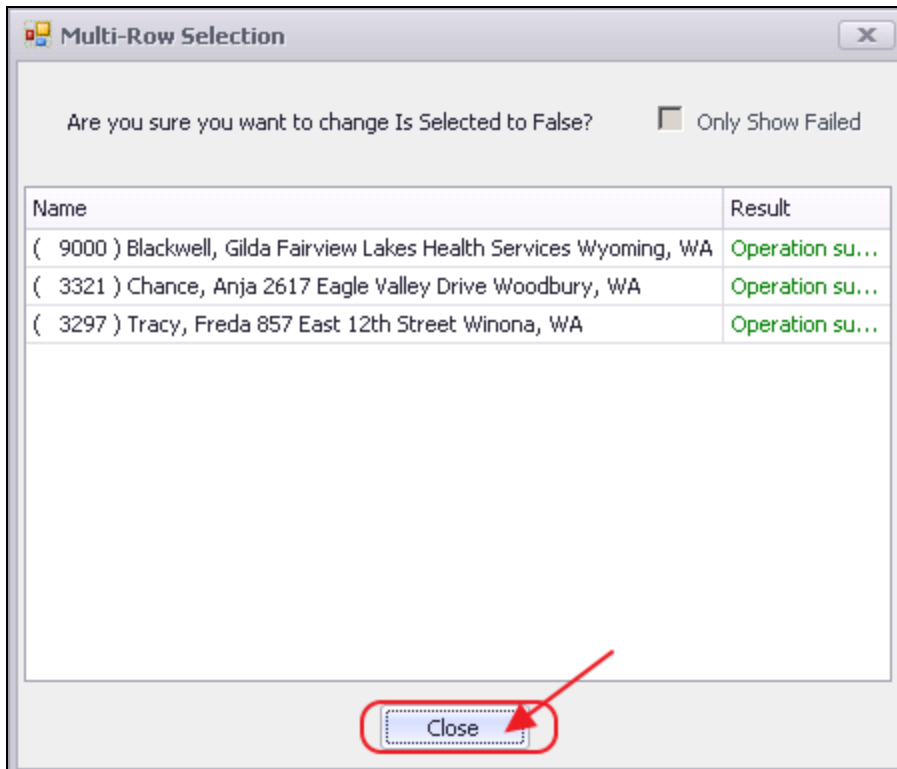 Multi-Row Selection
Are you sure you want to change Is Selected to False? Only Show Failed
Name Result
( 9000 ) Blackwell, Gilda Fairview Lakes Health Services Wyoming, WA Operation su...
( 3321 ) Chance, Anja 2617 Eagle Valley Drive Woodbury, WA Operation su...
( 3297 ) Tracy, Freda 857 East 12th Street Winona, WA Operation su...
Close